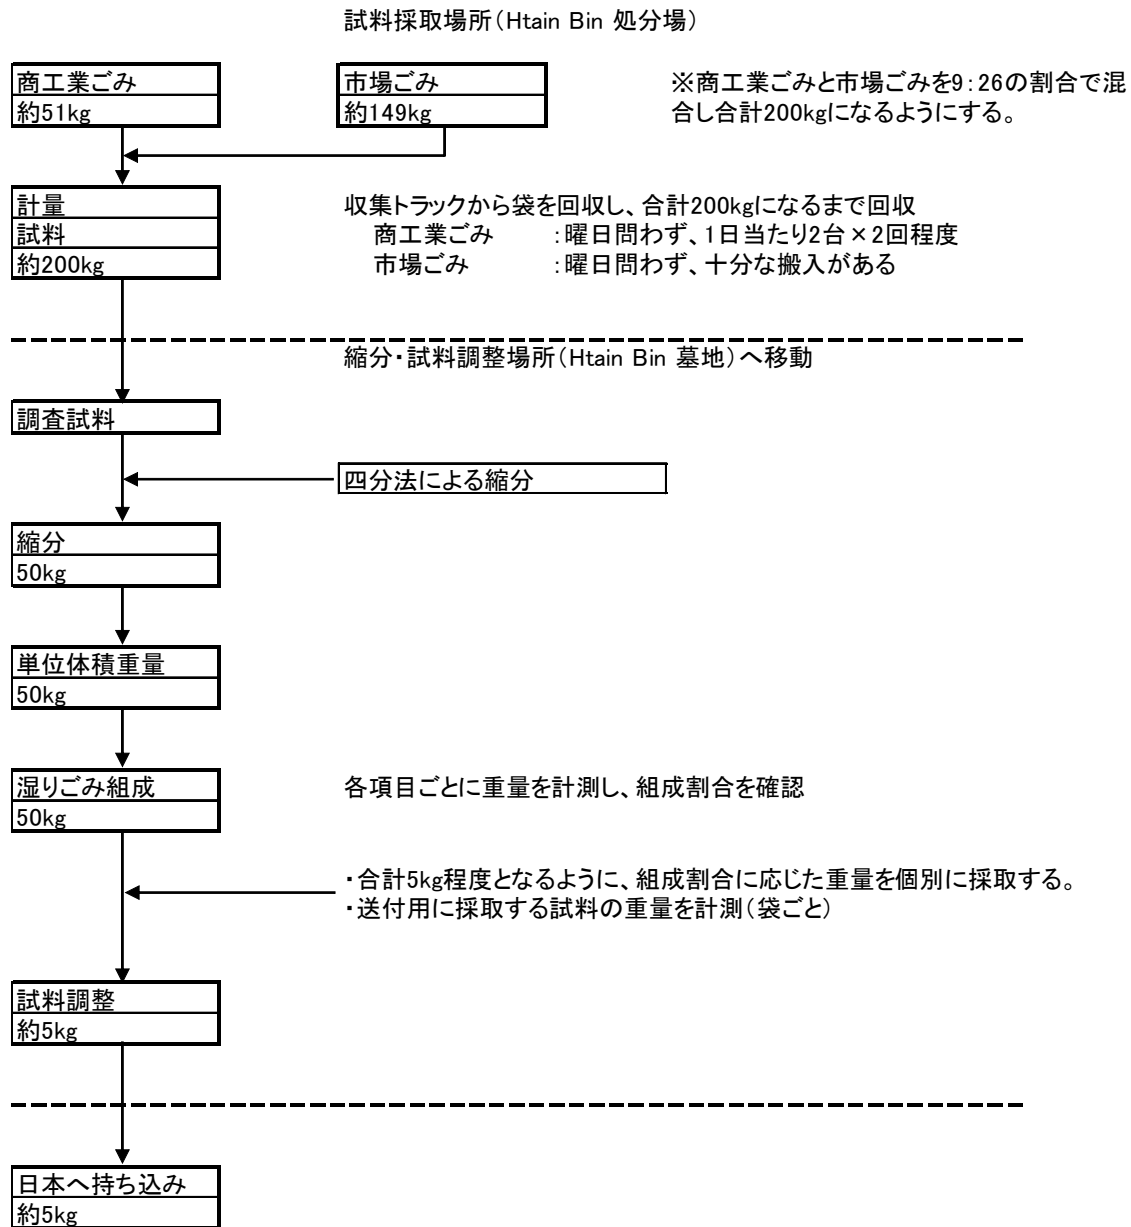 試料採取場所（Htain Bin 処分場）
商工業ごみ
約51kg
市場ごみ
約149kg
※商工業ごみと市場ごみを9：26の割合で混
合し合計200kgになるようにする。
計量
試料
約200kg
収集トラックから袋を回収し、合計200kgになるまで回収
商工業ごみ ：曜日問わず、1日当たり2台×2回程度
市場ごみ ：曜日問わず、十分な搬入がある
縮分・試料調整場所（Htain Bin 墓地）へ移動
調査試料
四分法による縮分
縮分
50kg
単位体積重量
50kg
湿りごみ組成
50kg
各項目ごとに重量を計測し、組成割合を確認
・合計5kg程度となるように、組成割合に応じた重量を個別に採取する。
・送付用に採取する試料の重量を計測（袋ごと）
試料調整
約5kg
日本へ持ち込み
約5kg